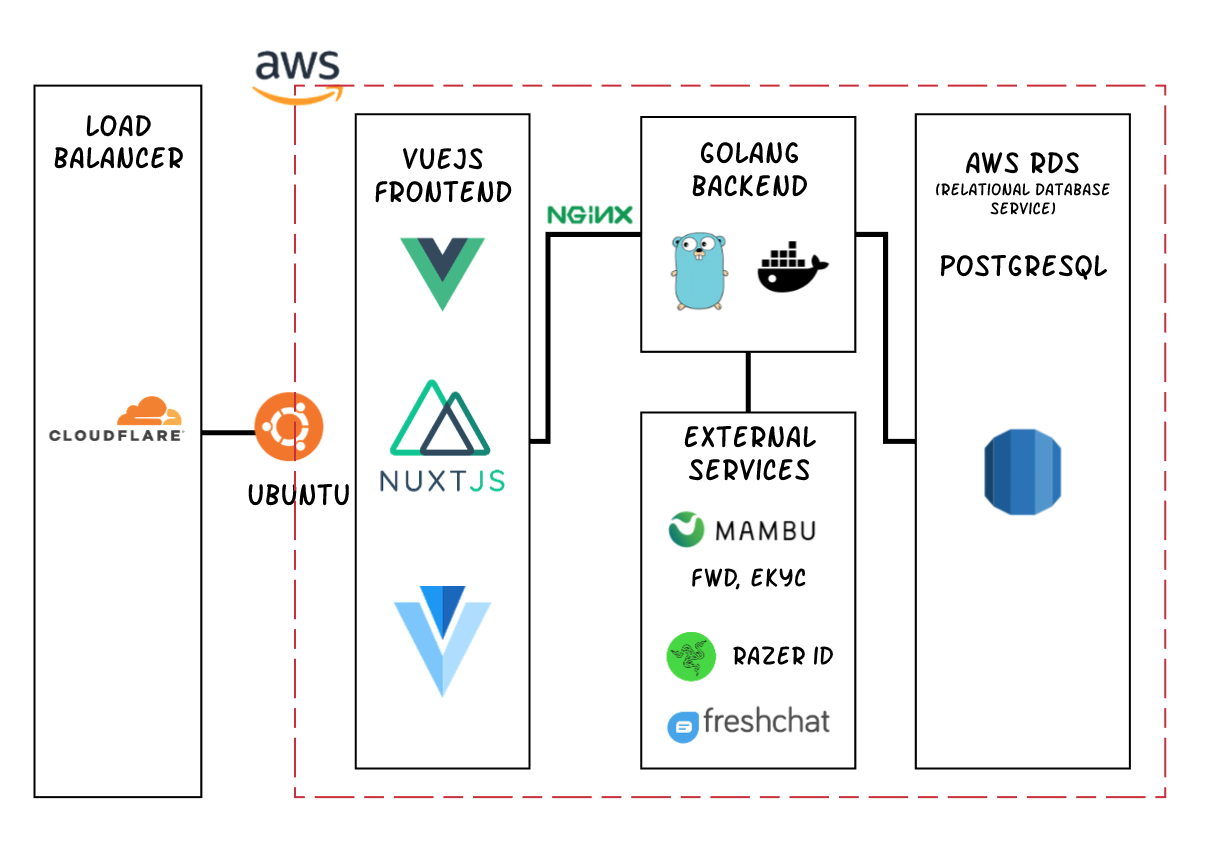 aws
LOAD
BALANCER
CLOUDFLARE
UBUNTU
VUEJS
FRONTEND
NUXTJS
NGINX
GOLANG
BACKEND
EXTERNAL
SERVICES
MAMBU
FWD, EKYC
RAZER ID
freshchat
AWS RDS
(RELATIONAL DATABASE
SERVICE)
POSTGRESQL